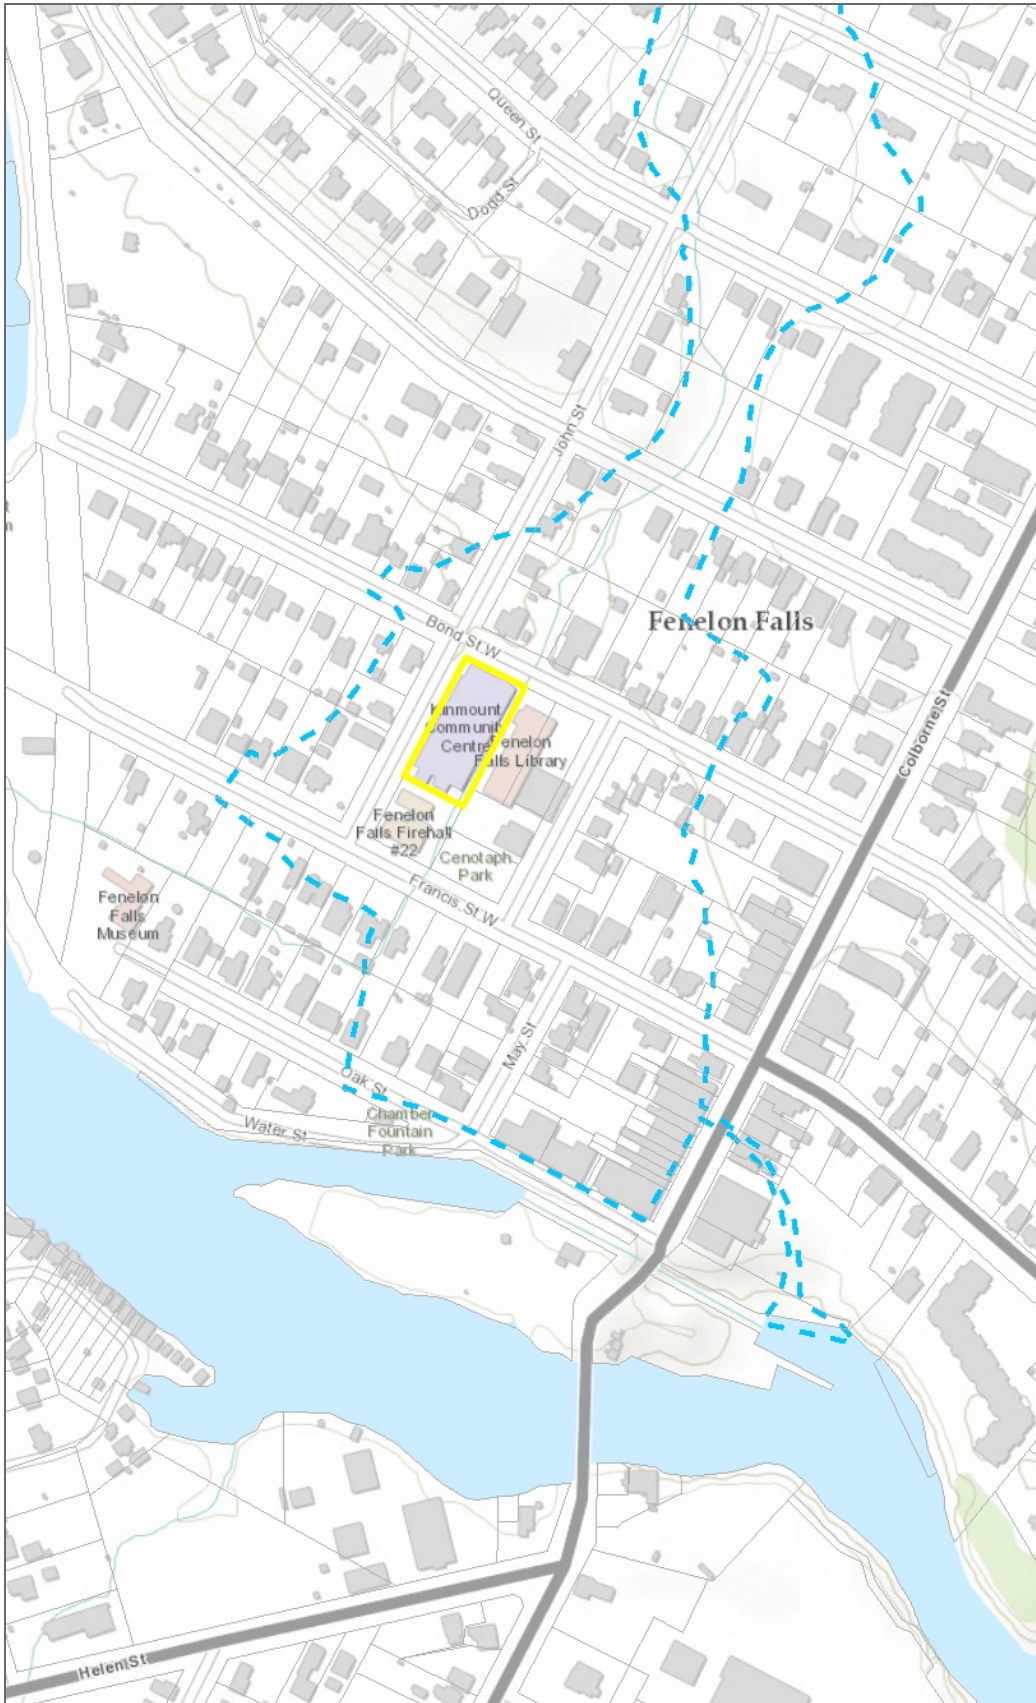 Queen St
Dodd St
John St
Fenelon Falls
Bond St W
Kinmount
Community
Centre
Fenelon
Falls Library
Colborne St
Fenelon
Falls Firehall
#22
Cenotaph
Park
Francis St W
Fenelon
Falls
Museum
May St
Oak St
Chamber
Fountain
Park
Water St
Helen St